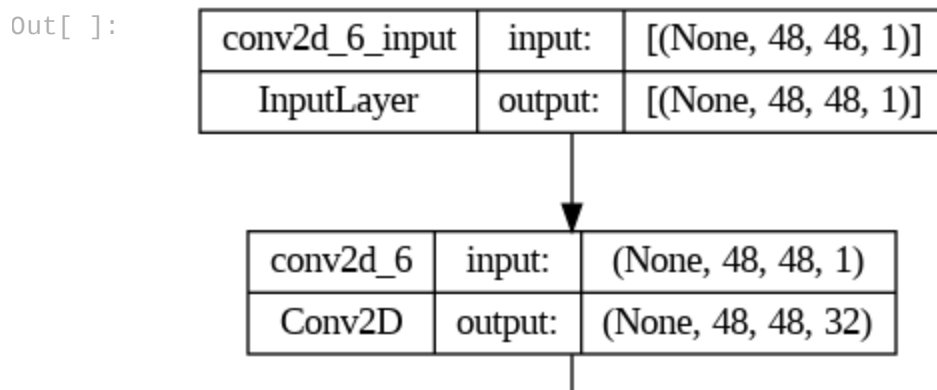 Out[ ]:
conv2d_6_input input: [(None, 48, 48, 1)]
InputLayer output: [(None, 48, 48, 1)]
conv2d_6 input: (None, 48, 48, 1)
Conv2D output: (None, 48, 48, 32)